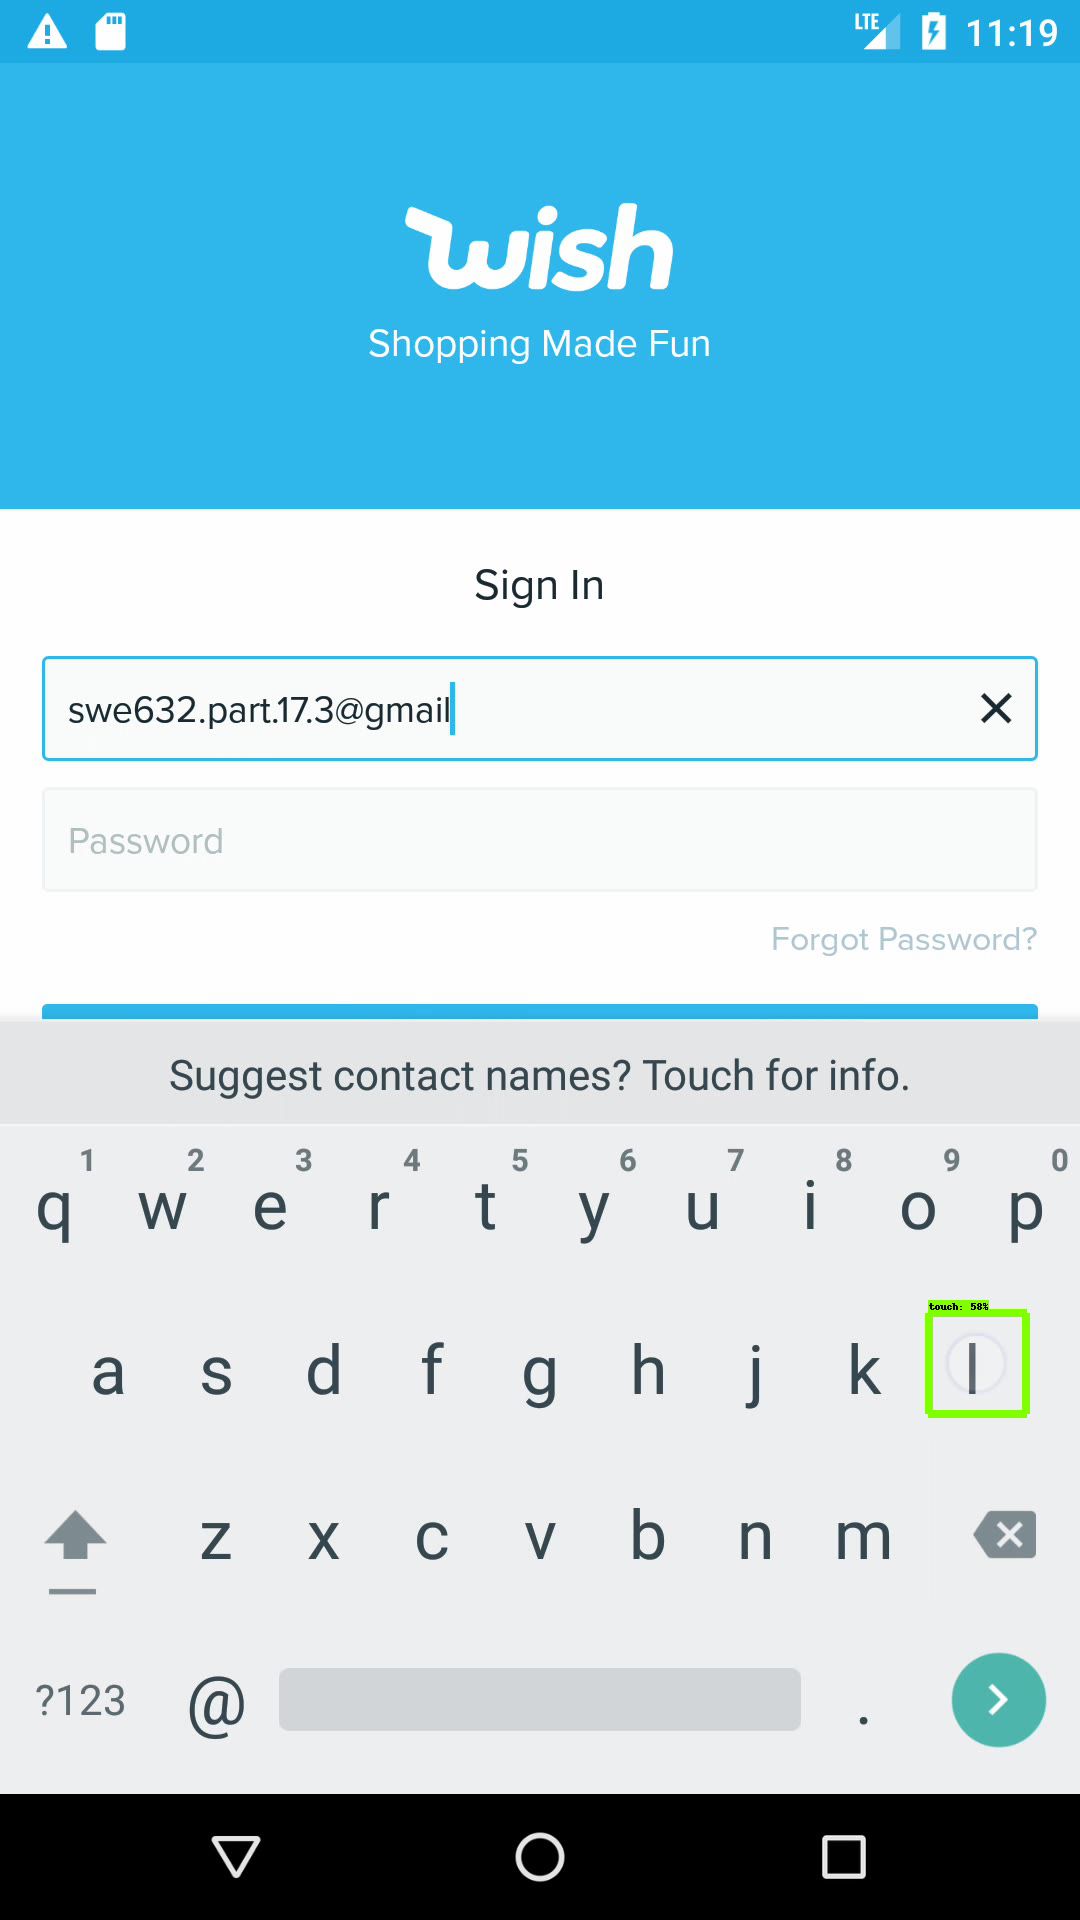 LTE 11:19
wish
Shopping Made Fun
Sign In
swe632.part.17.3@gmail
Password
Forgot Password?
Suggest contact names? Touch for info.
1 2 3 4 5 6 7 8 9 0
q w e r t y u i o p
touch: 58%
a s d f g h j k l
z x c v b n m
?123 @ .